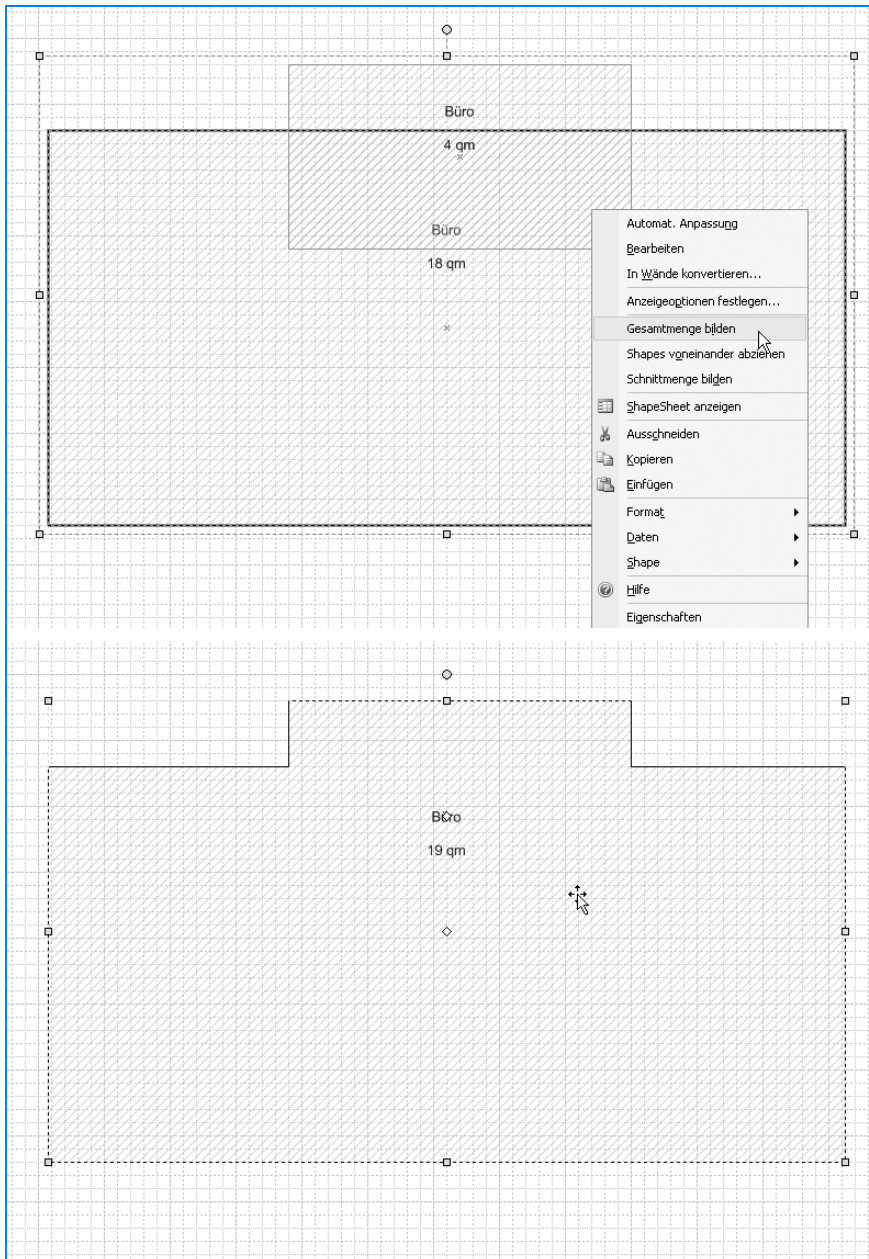 Büro
4 qm
Büro
18 qm
Automat. Anpassung
Bearbeiten
In Wände konvertieren...
Anzeigeoptionen festlegen...
Gesamtmenge bilden
Shapes voneinander abziehen
Schnittmenge bilden
ShapeSheet anzeigen
Ausschneiden
Kopieren
Einfügen
Format
Daten
Shape
Hilfe
Eigenschaften
Büro
19 qm